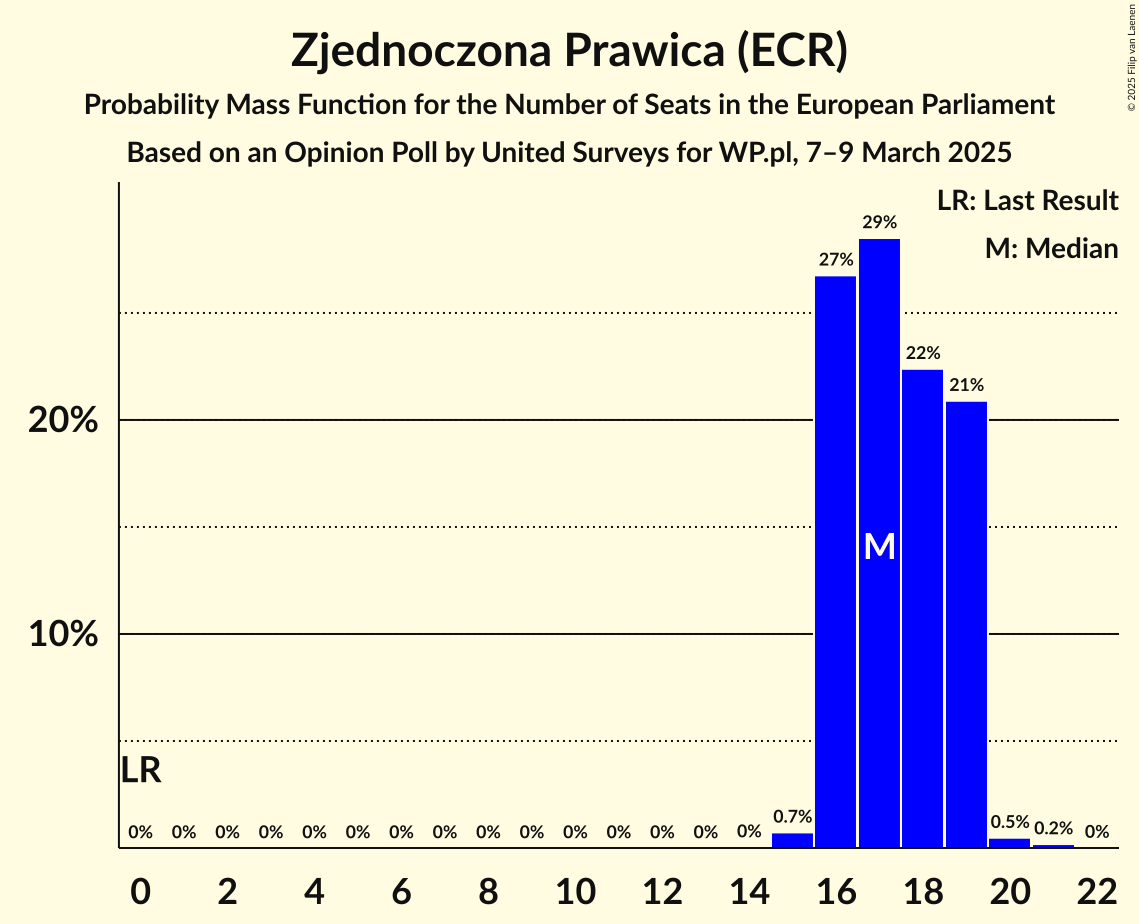 Zjednoczona Prawica (ECR)
Probability Mass Function for the Number of Seats in the European Parliament
Based on an Opinion Poll by United Surveys for WP.pl, 7–9 March 2025
© 2025 Filip van Laenen
LR: Last Result
M: Median
29%
27%
22%
21%
20%
M
10%
LR
0% 0% 0% 0% 0% 0% 0% 0% 0% 0% 0% 0% 0% 0% 0% 0.7% 0.5% 0.2% 0%
0 2 4 6 8 10 12 14 16 18 20 22